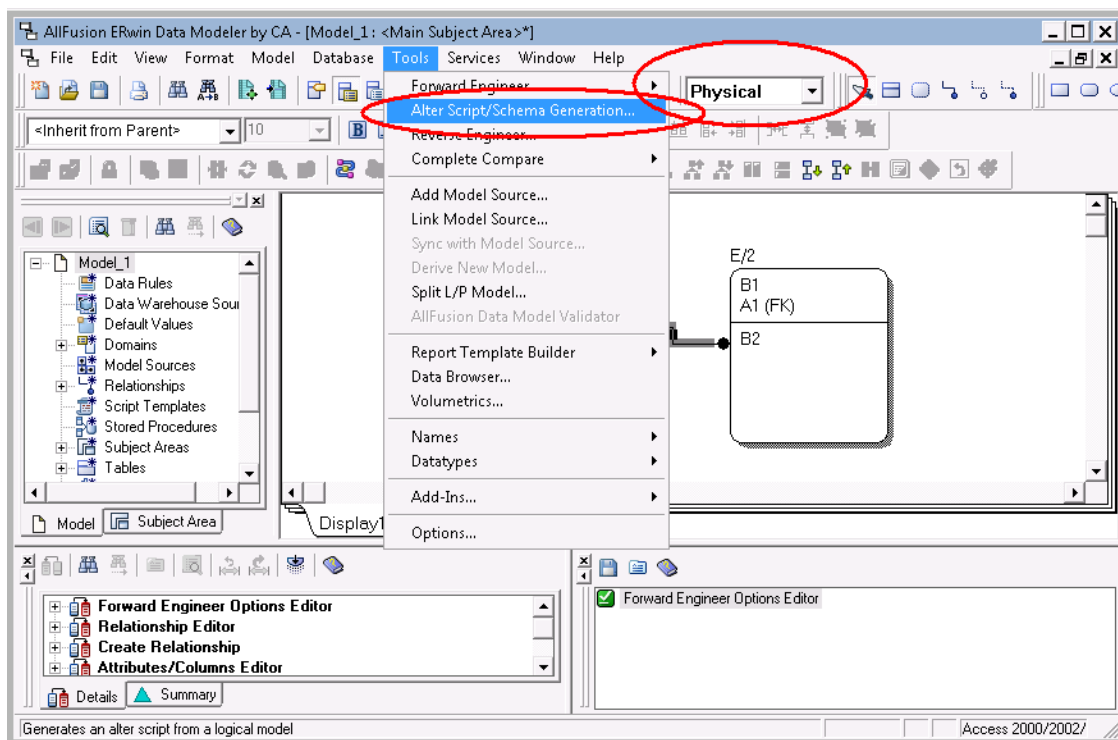 AllFusion ERwin Data Modeler by CA - [Model_1 : <Main Subject Area>*]
File Edit View Format Model Database Tools Services Window Help
Forward Engineer
Physical
Alter Script/Schema Generation...
<Inherit from Parent> 10 B
Reverse Engineer...
Complete Compare
Add Model Source...
Link Model Source...
Sync with Model Source...
Derive New Model...
Split L/P Model...
AllFusion Data Model Validator
Report Template Builder
Data Browser...
Volumetrics...
Names
Datatypes
Add-Ins...
Options...
Model_1
Data Rules
Data Warehouse Sour
Default Values
Domains
Model Sources
Relationships
Script Templates
Stored Procedures
Subject Areas
Tables
Model Subject Area
E/2
B1
A1 (FK)
B2
Display1
Forward Engineer Options Editor
Relationship Editor
Create Relationship
Attributes/Columns Editor
Details Summary
Forward Engineer Options Editor
Generates an alter script from a logical model
Access 2000/2002/